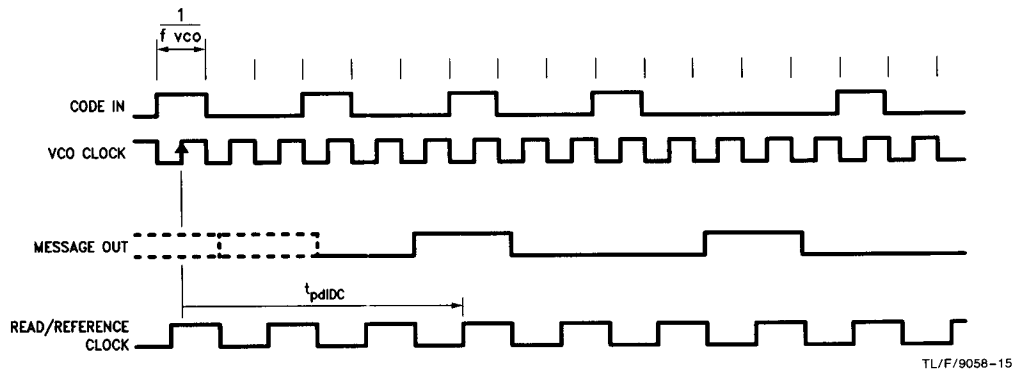 1
f vco
CODE IN
VCO CLOCK
MESSAGE OUT
tpdIDC
READ/REFERENCE
CLOCK
TL/F/9058-15